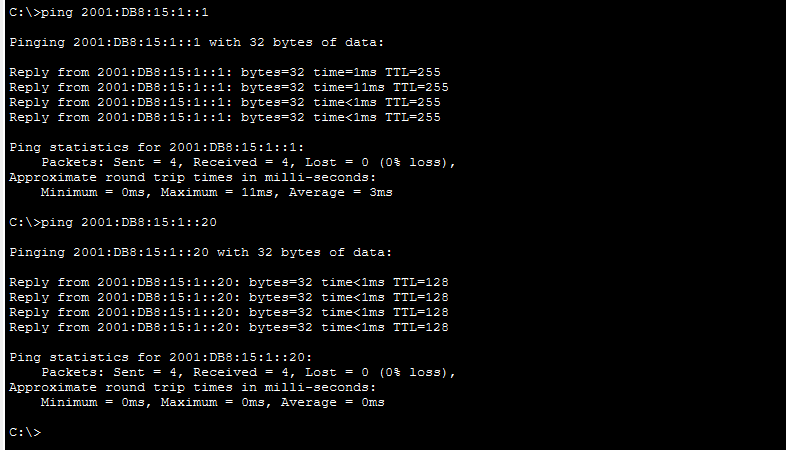 C:\>ping 2001:DB8:15:1::1
Pinging 2001:DB8:15:1::1 with 32 bytes of data:
Reply from 2001:DB8:15:1::1: bytes=32 time=1ms TTL=255
Reply from 2001:DB8:15:1::1: bytes=32 time=11ms TTL=255
Reply from 2001:DB8:15:1::1: bytes=32 time<1ms TTL=255
Reply from 2001:DB8:15:1::1: bytes=32 time<1ms TTL=255
Ping statistics for 2001:DB8:15:1::1:
    Packets: Sent = 4, Received = 4, Lost = 0 (0% loss),
Approximate round trip times in milli-seconds:
    Minimum = 0ms, Maximum = 11ms, Average = 3ms
C:\>ping 2001:DB8:15:1::20
Pinging 2001:DB8:15:1::20 with 32 bytes of data:
Reply from 2001:DB8:15:1::20: bytes=32 time<1ms TTL=128
Reply from 2001:DB8:15:1::20: bytes=32 time<1ms TTL=128
Reply from 2001:DB8:15:1::20: bytes=32 time<1ms TTL=128
Reply from 2001:DB8:15:1::20: bytes=32 time<1ms TTL=128
Ping statistics for 2001:DB8:15:1::20:
    Packets: Sent = 4, Received = 4, Lost = 0 (0% loss),
Approximate round trip times in milli-seconds:
    Minimum = 0ms, Maximum = 0ms, Average = 0ms
C:\>